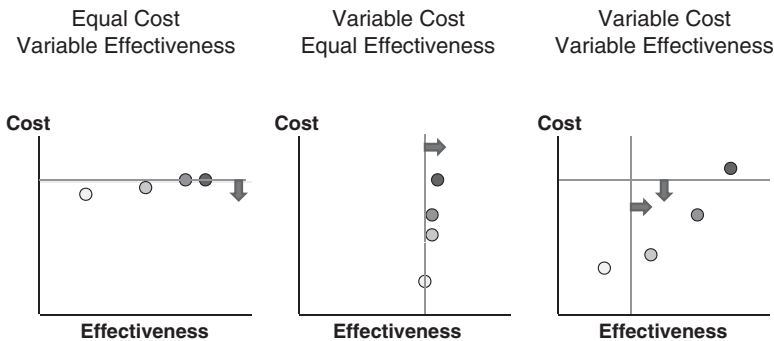 Equal Cost
Variable Effectiveness
Variable Cost
Equal Effectiveness
Variable Cost
Variable Effectiveness
Cost
Effectiveness
Cost
Effectiveness
Cost
Effectiveness